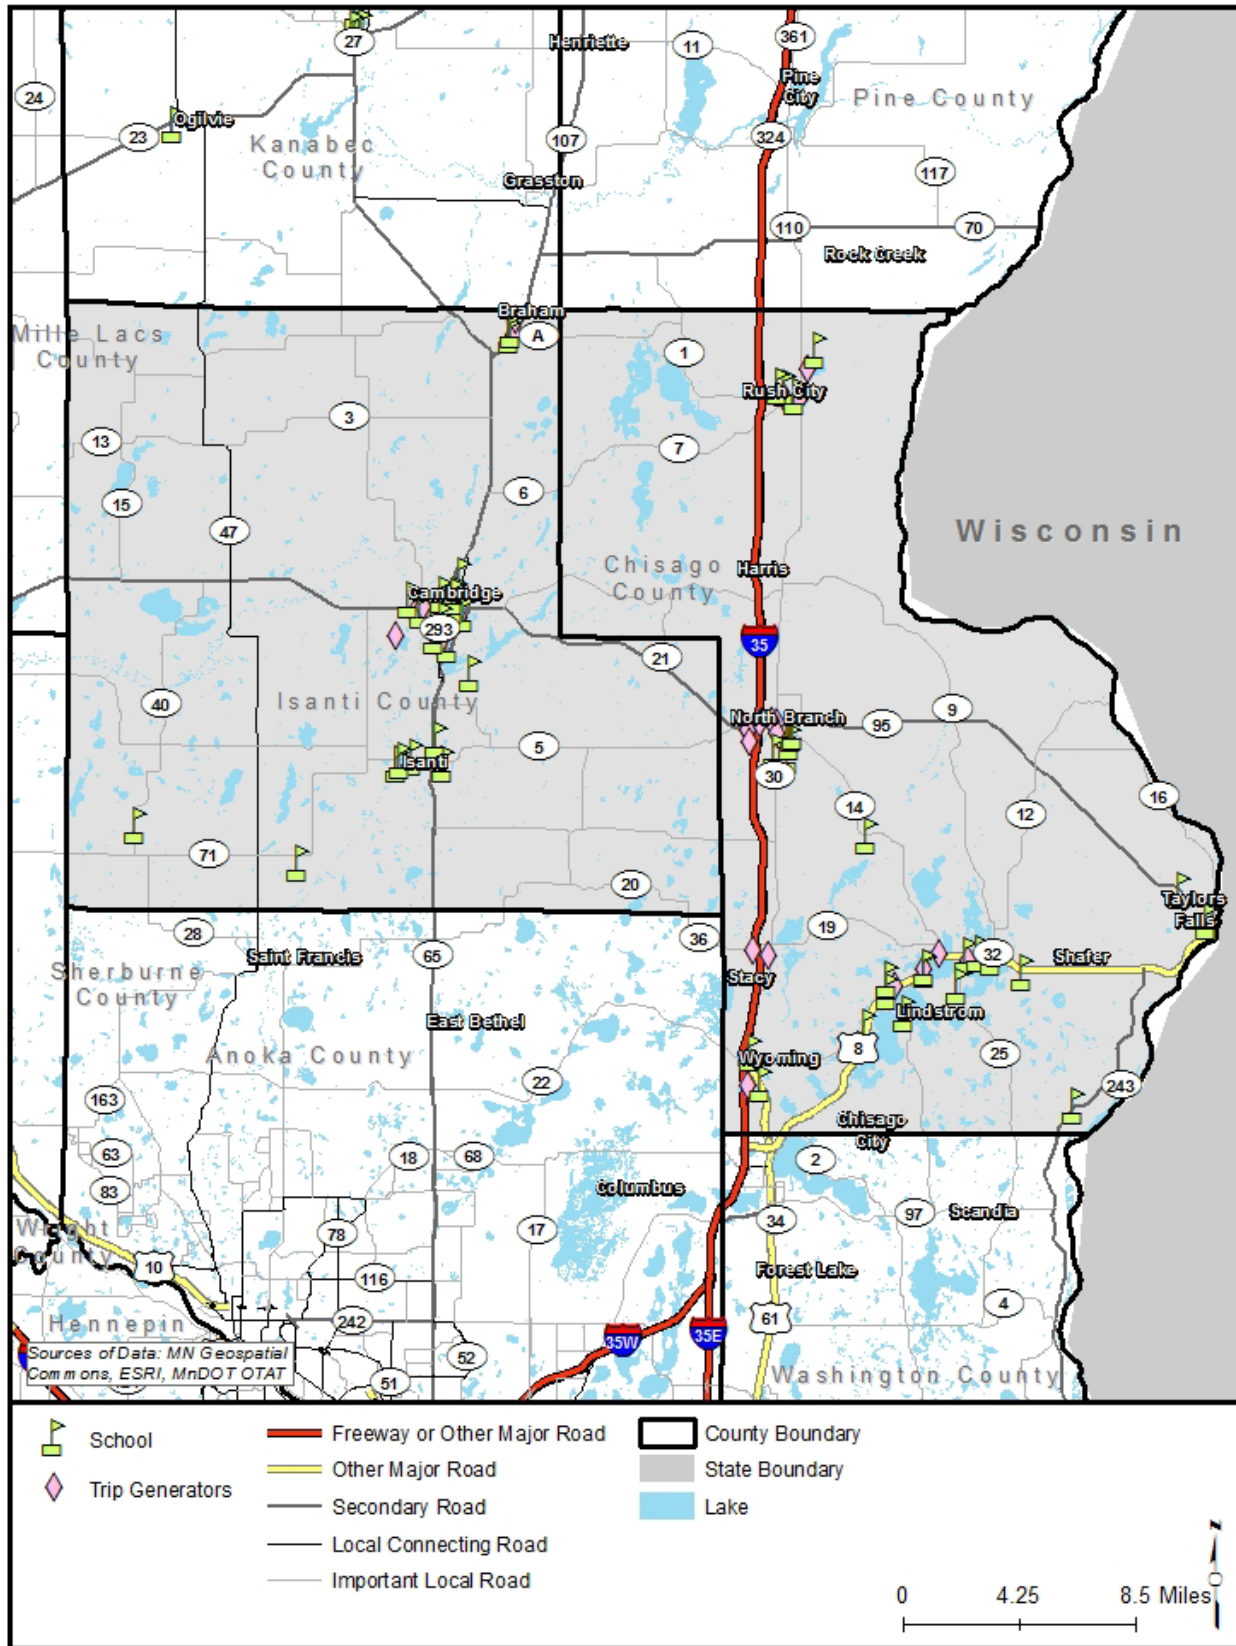 27
Henriette
11
361
Pine
City
Pine County
24
Ogilvie
23
Kanabec
County
107
324
Grasston
117
110
70
Rock Creek
Braham
A
Mille Lacs
County
1
Rush City
3
13
7
15
6
47
Wisconsin
Chisago
County
Harris
Cambridge
293
35
21
40
Isanti County
9
North Branch
95
5
Isanti
30
16
14
12
71
20
Taylors
Falls
28
19
36
Saint Francis
65
32
Shafer
Sherburne
County
Stacy
Lindstrom
East Bethel
Anoka County
Wyoming
8
25
22
243
163
Chisago
City
63
18
68
2
83
Columbus
97
Scandia
Wright
County
78
17
34
10
116
Forest Lake
4
Hennepin
242
61
35W
35E
Sources of Data: MN Geospatial
Commons, ESRI, MnDOT OTAT
52
51
Washington County
School
Trip Generators
Freeway or Other Major Road
Other Major Road
Secondary Road
Local Connecting Road
Important Local Road
County Boundary
State Boundary
Lake
0 4.25 8.5 Miles
N